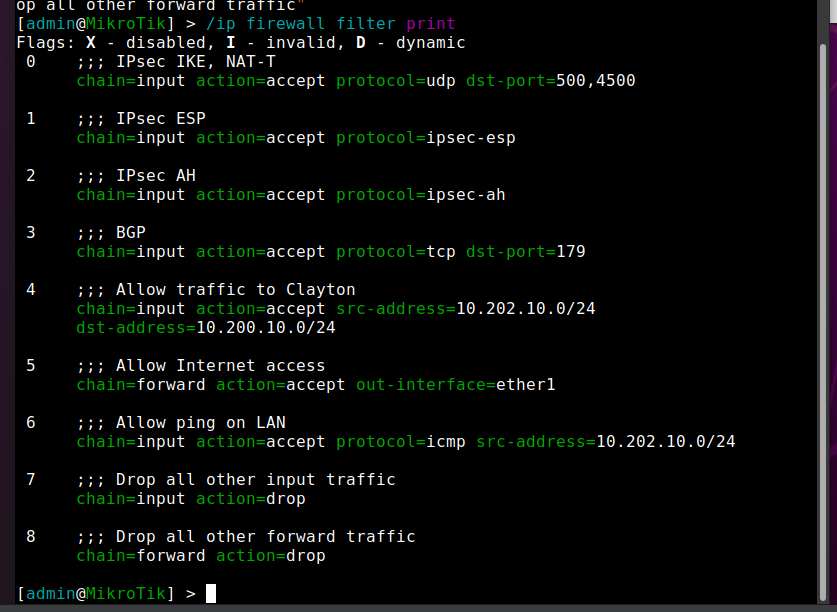 op all other forward traffic"
[admin@MikroTik] > /ip firewall filter print
Flags: X - disabled, I - invalid, D - dynamic
0 ;;; IPsec IKE, NAT-T
chain=input action=accept protocol=udp dst-port=500,4500
1 ;;; IPsec ESP
chain=input action=accept protocol=ipsec-esp
2 ;;; IPsec AH
chain=input action=accept protocol=ipsec-ah
3 ;;; BGP
chain=input action=accept protocol=tcp dst-port=179
4 ;;; Allow traffic to Clayton
chain=input action=accept src-address=10.202.10.0/24
dst-address=10.200.10.0/24
5 ;;; Allow Internet access
chain=forward action=accept out-interface=ether1
6 ;;; Allow ping on LAN
chain=input action=accept protocol=icmp src-address=10.202.10.0/24
7 ;;; Drop all other input traffic
chain=input action=drop
8 ;;; Drop all other forward traffic
chain=forward action=drop
[admin@MikroTik] >